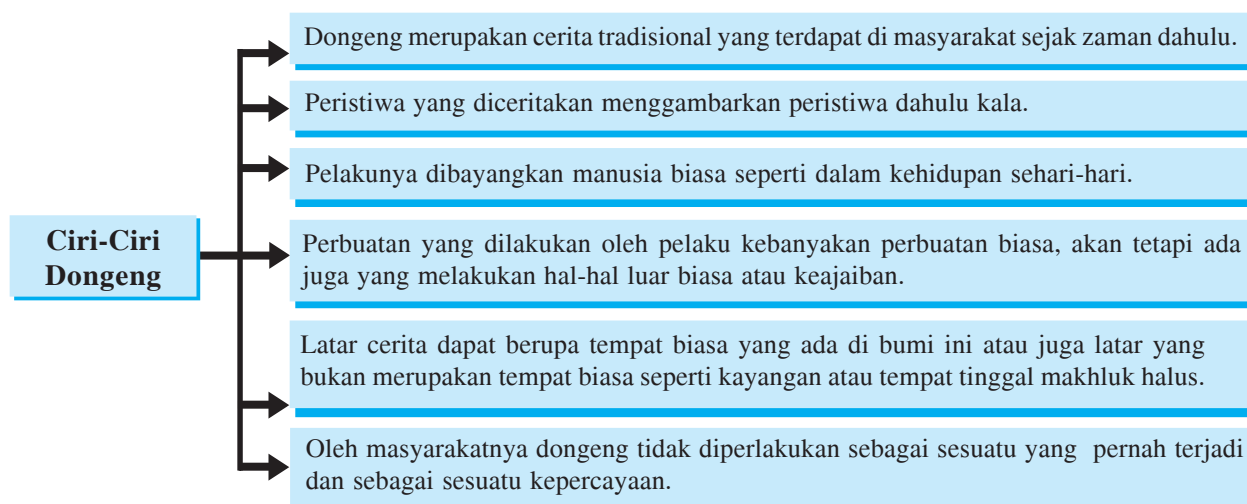 Dongeng merupakan cerita tradisional yang terdapat di masyarakat sejak zaman dahulu.
Peristiwa yang diceritakan menggambarkan peristiwa dahulu kala.
Pelakunya dibayangkan manusia biasa seperti dalam kehidupan sehari-hari.
Ciri-Ciri
Dongeng
Perbuatan yang dilakukan oleh pelaku kebanyakan perbuatan biasa, akan tetapi ada
juga yang melakukan hal-hal luar biasa atau keajaiban.
Latar cerita dapat berupa tempat biasa yang ada di bumi ini atau juga latar yang
bukan merupakan tempat biasa seperti kayangan atau tempat tinggal makhluk halus.
Oleh masyarakatnya dongeng tidak diperlakukan sebagai sesuatu yang pernah terjadi
dan sebagai sesuatu kepercayaan.